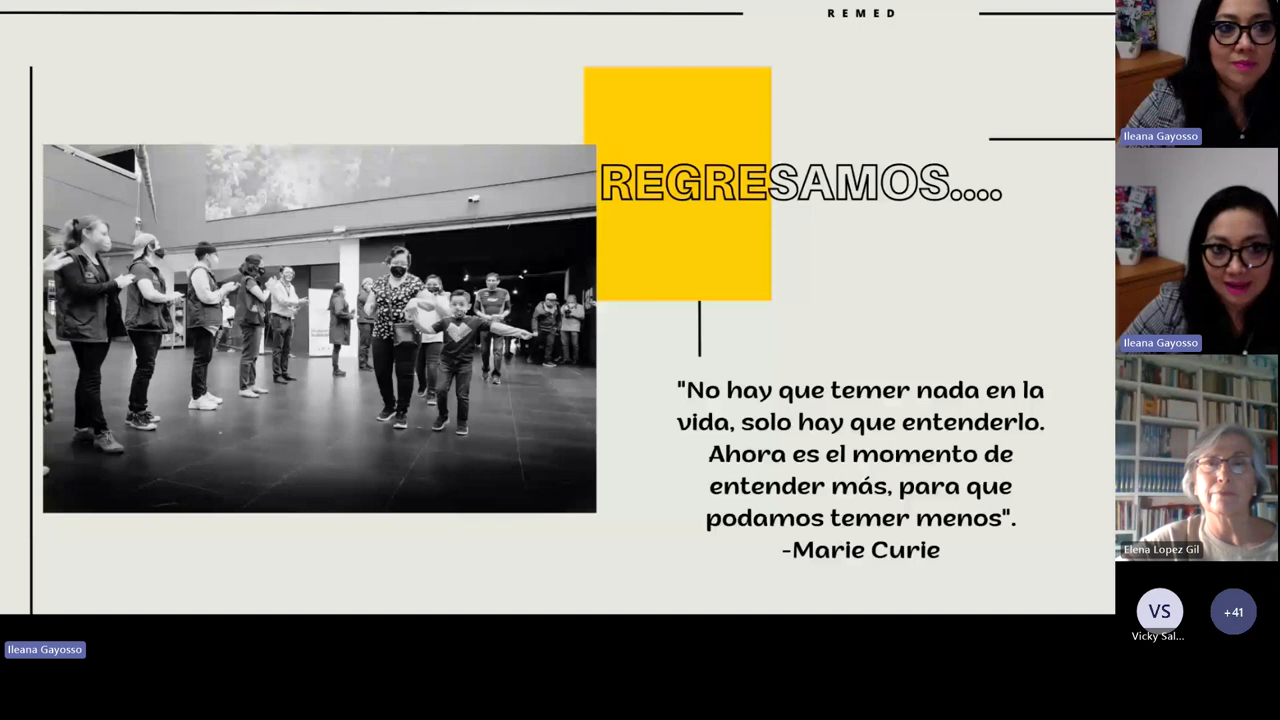 REMED
REGRESAMOS....
"No hay que temer nada en la
vida, solo hay que entenderlo.
Ahora es el momento de
entender más, para que
podamos temer menos".
-Marie Curie
Ileana Gayosso
Ileana Gayosso
Elena Lopez Gil
VS
Vicky Sal...
+41
Ileana Gayosso